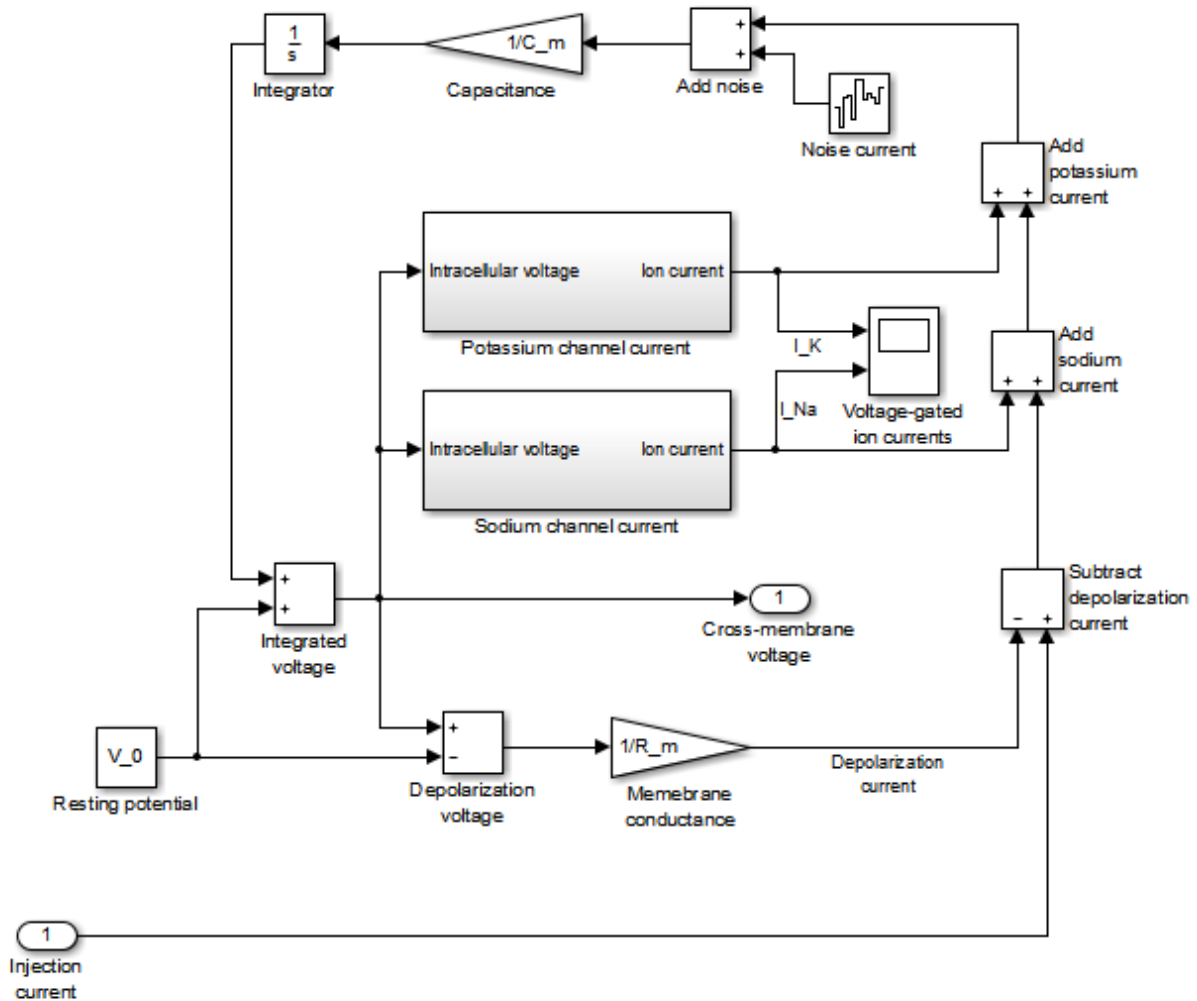 1
s
Integrator
1/C_m
Capacitance
+
+
Add noise
Noise current
Add
potassium
current
+ +
Intracellular voltage Ion current
Potassium channel current
I_K
Add
sodium
current
+ +
I_Na
Voltage-gated
ion currents
Intracellular voltage Ion current
Sodium channel current
+
+
Integrated
voltage
1
Cross-membrane
voltage
Subtract
depolarization
current
− +
V_0
Resting potential
+
−
Depolarization
voltage
1/R_m
Memebrane
conductance
Depolarization
current
1
Injection
current